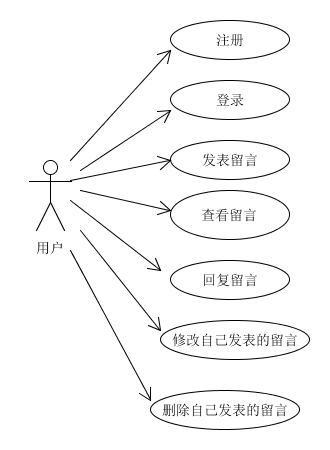 注册
登录
发表留言
查看留言
用户
回复留言
修改自己发表的留言
删除自己发表的留言